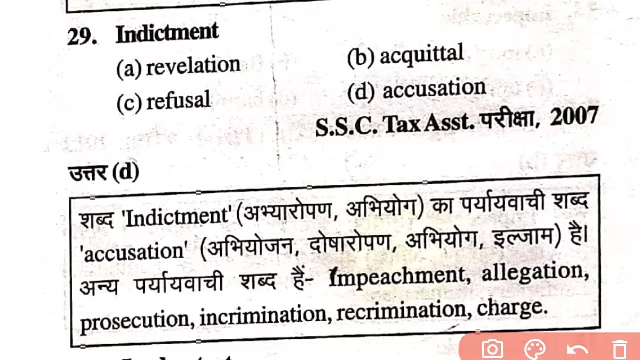 29. Indictment
(a) revelation
(b) acquittal
(c) refusal
(d) accusation
S.S.C. Tax Asst. परीक्षा, 2007
उत्तर (d)
शब्द 'Indictment' (अभ्यारोपण, अभियोग) का पर्यायवाची शब्द
'accusation' (अभियोजन, दोषारोपण, अभियोग, इल्जाम) है।
अन्य पर्यायवाची शब्द हैं- Impeachment, allegation,
prosecution, incrimination, recrimination, charge.